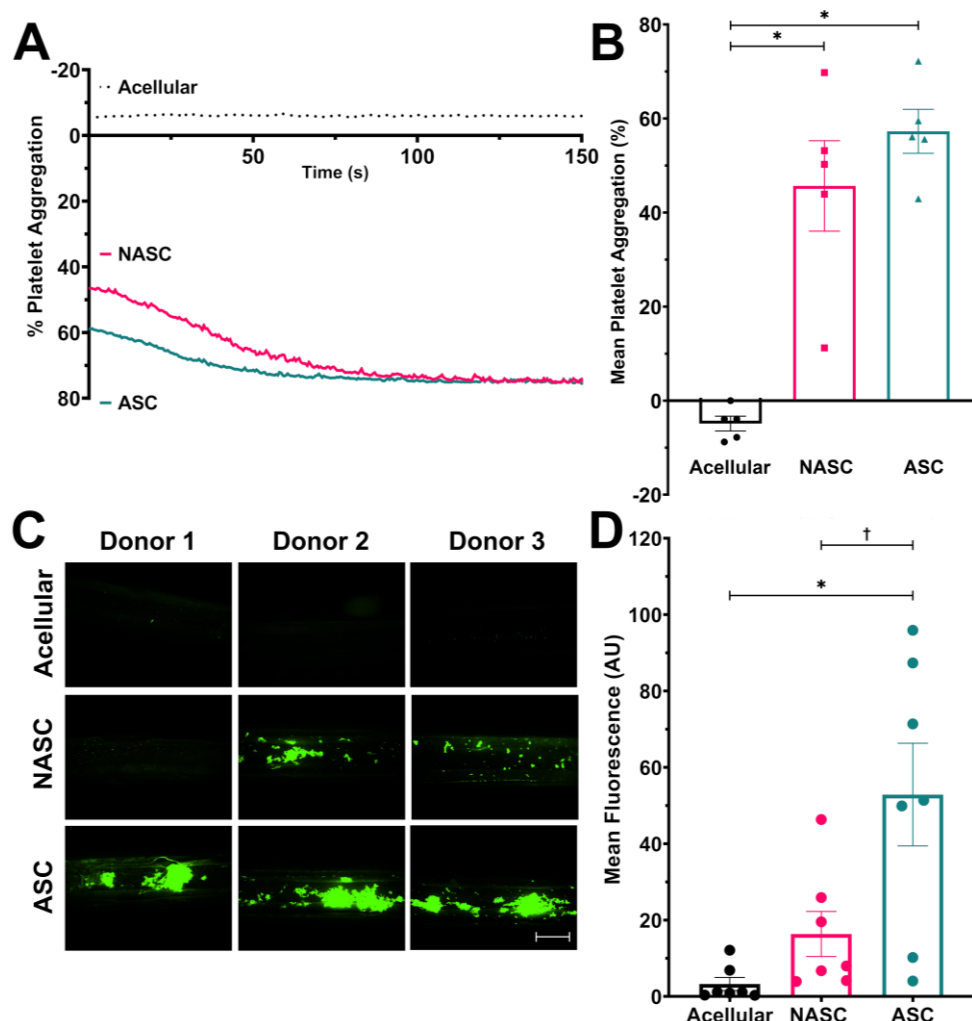 A
-20
Acellular
0
50
100
150
Time (s)
20
% Platelet Aggregation
NASC
40
60
ASC
80
B
80
*
*
60
40
Mean Platelet Aggregation (%)
20
0
Acellular
NASC
ASC
-20
C
Donor 1
Donor 2
Donor 3
Acellular
NASC
ASC
D
120
†
100
*
80
Mean Fluorescence (AU)
60
40
20
0
Acellular
NASC
ASC